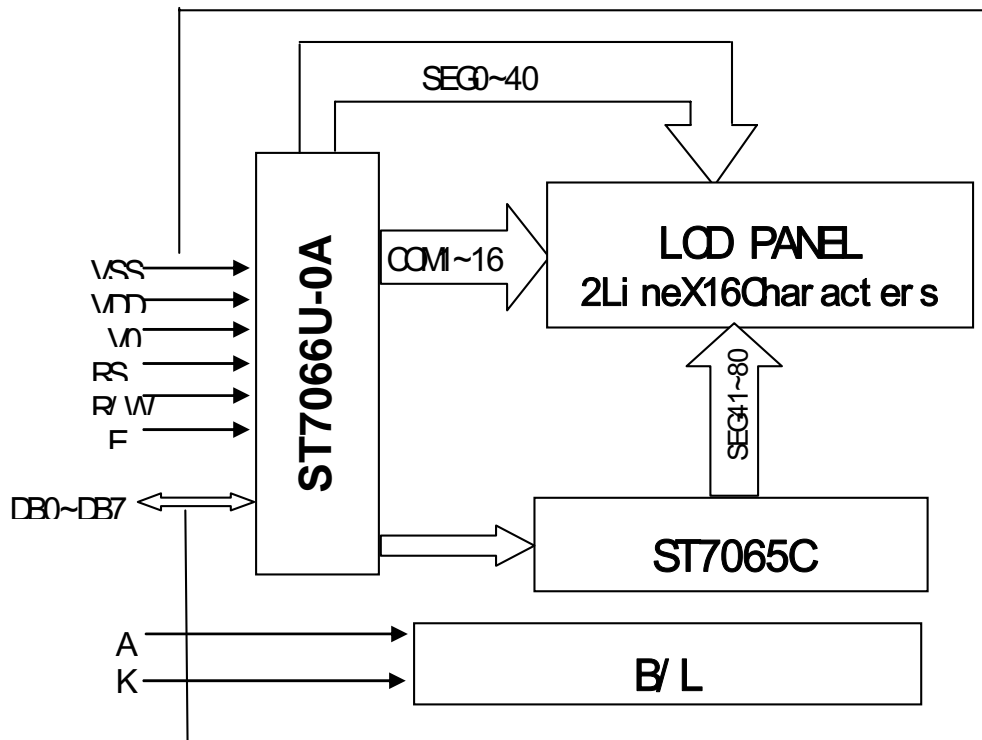 SEG0~40
LCD PANEL
2LineX16Characters
COM1~16
ST7066U-0A
VSS
VDD
V0
RS
R/W
E
DB0~DB7
SEG41~80
ST7065C
A
K
B/L